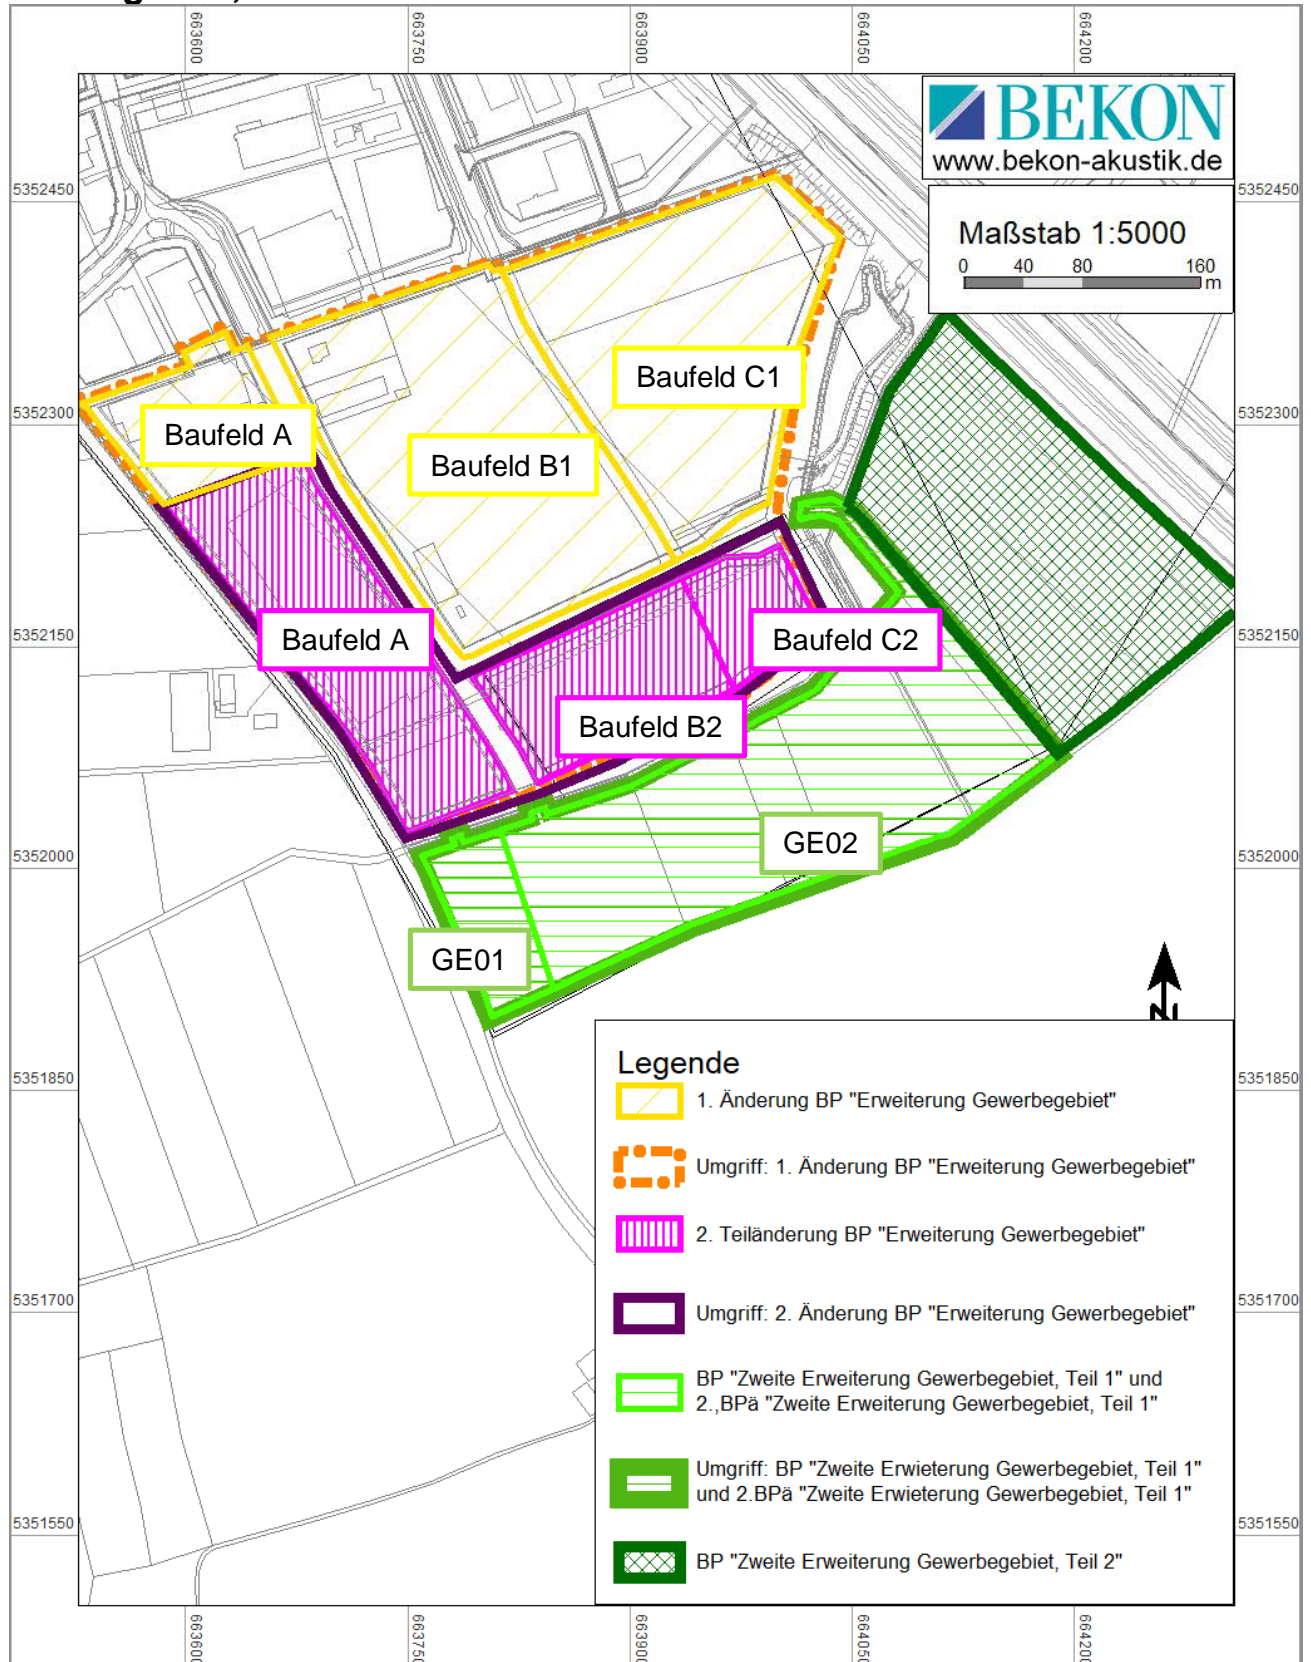 663600 663750 663900 664050 664200
BEKON
www.bekon-akustik.de
5352450 5352450
Maßstab 1:5000
0 40 80 160
m
Baufeld C1
5352300 5352300
Baufeld A
Baufeld B1
5352150 5352150
Baufeld A
Baufeld C2
Baufeld B2
5352000 5352000
GE02
GE01
N
Legende
5351850 5351850
1. Änderung BP "Erweiterung Gewerbegebiet"
Umgriff: 1. Änderung BP "Erweiterung Gewerbegebiet"
2. Teiländerung BP "Erweiterung Gewerbegebiet"
5351700 5351700
Umgriff: 2. Änderung BP "Erweiterung Gewerbegebiet"
BP "Zweite Erweiterung Gewerbegebiet, Teil 1" und
2.,BPä "Zweite Erweiterung Gewerbegebiet, Teil 1"
Umgriff: BP "Zweite Erwieterung Gewerbegebiet, Teil 1"
und 2.BPä "Zweite Erwieterung Gewerbegebiet, Teil 1"
5351550 5351550
BP "Zweite Erweiterung Gewerbegebiet, Teil 2"
663600 663750 663900 664050 664200